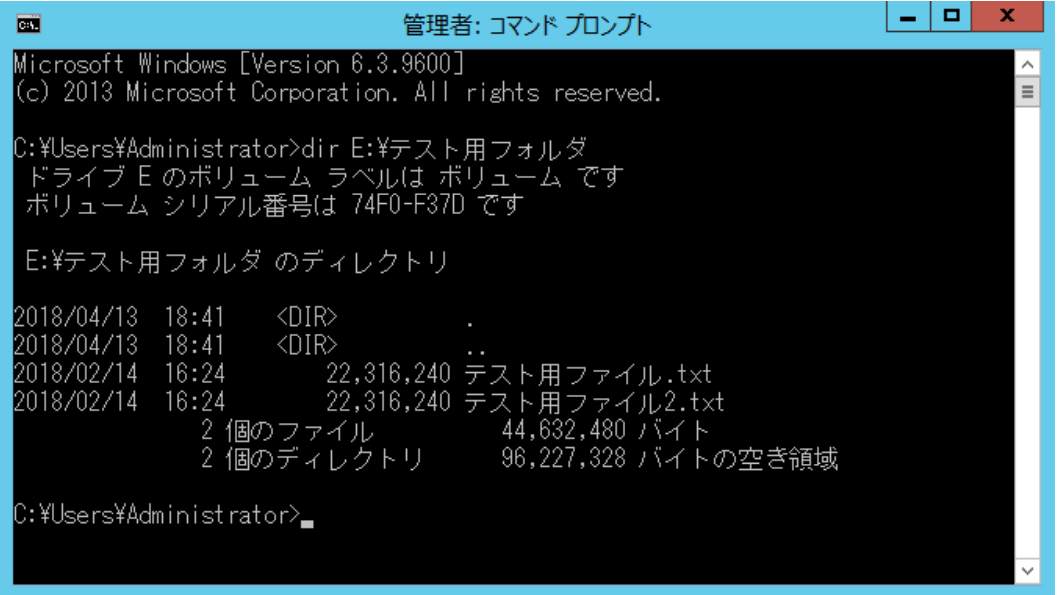 管理者: コマンド プロンプト
Microsoft Windows [Version 6.3.9600]
(c) 2013 Microsoft Corporation. All rights reserved.
C:¥Users¥Administrator>dir E:¥テスト用フォルダ
ドライブ E のボリューム ラベルは ボリューム です
ボリューム シリアル番号は 74F0-F37D です
E:¥テスト用フォルダ のディレクトリ
2018/04/13  18:41    <DIR>          .
2018/04/13  18:41    <DIR>          ..
2018/02/14  16:24        22,316,240 テスト用ファイル.txt
2018/02/14  16:24        22,316,240 テスト用ファイル2.txt
2 個のファイル          44,632,480 バイト
2 個のディレクトリ      96,227,328 バイトの空き領域
C:¥Users¥Administrator>